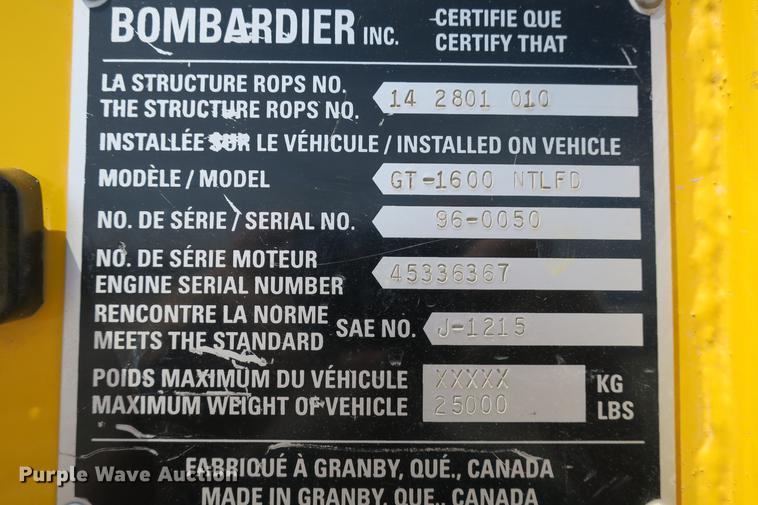 BOMBARDIER INC.
CERTIFIE QUE
CERTIFY THAT
LA STRUCTURE ROPS NO.
THE STRUCTURE ROPS NO. 14 2801 010
INSTALLÉE SUR LE VÉHICULE / INSTALLED ON VEHICLE
MODÈLE / MODEL GT-1600 NTLFD
NO. DE SÉRIE / SERIAL NO. 96-0050
NO. DE SÉRIE MOTEUR
ENGINE SERIAL NUMBER 45336367
RENCONTRE LA NORME
MEETS THE STANDARD SAE NO. J-1215
POIDS MAXIMUM DU VÉHICULE XXXXX KG
MAXIMUM WEIGHT OF VEHICLE 25000 LBS
FABRIQUÉ À GRANBY, QUÉ., CANADA
MADE IN GRANBY, QUE., CANADA
Purple Wave Auction